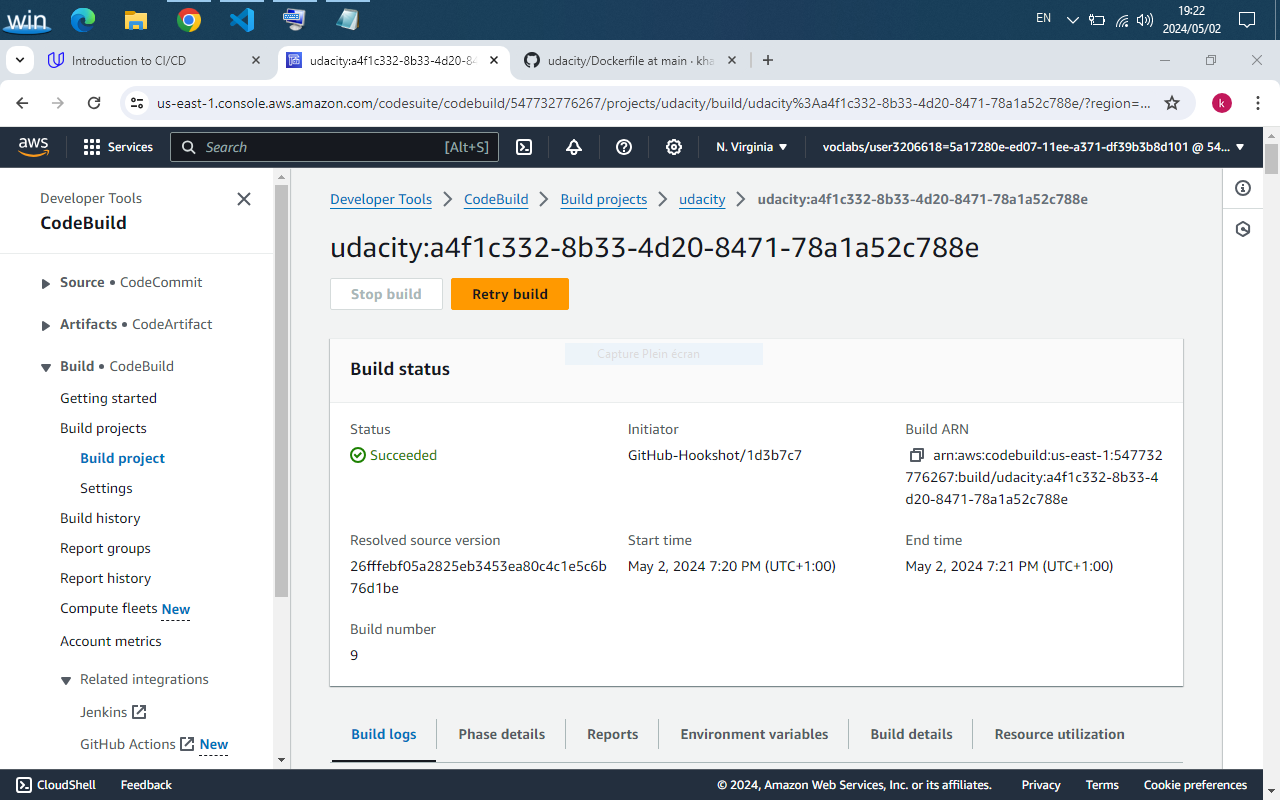 win
EN
19:22
2024/05/02
Introduction to CI/CD
udacity:a4f1c332-8b33-4d20-84
udacity/Dockerfile at main · kha
us-east-1.console.aws.amazon.com/codesuite/codebuild/547732776267/projects/udacity/build/udacity%3Aa4f1c332-8b33-4d20-8471-78a1a52c788e/?region=...
k
aws
Services
Search
[Alt+S]
N. Virginia
voclabs/user3206618=5a17280e-ed07-11ee-a371-df39b3b8d101 @ 54...
Developer Tools
CodeBuild
Source • CodeCommit
Artifacts • CodeArtifact
Build • CodeBuild
Getting started
Build projects
Build project
Settings
Build history
Report groups
Report history
Compute fleets New
Account metrics
Related integrations
Jenkins
GitHub Actions New
Developer Tools
CodeBuild
Build projects
udacity
udacity:a4f1c332-8b33-4d20-8471-78a1a52c788e
udacity:a4f1c332-8b33-4d20-8471-78a1a52c788e
Stop build
Retry build
Capture Plein écran
Build status
Status
Succeeded
Initiator
GitHub-Hookshot/1d3b7c7
Build ARN
arn:aws:codebuild:us-east-1:547732
776267:build/udacity:a4f1c332-8b33-4
d20-8471-78a1a52c788e
Resolved source version
26fffebf05a2825eb3453ea80c4c1e5c6b
76d1be
Start time
May 2, 2024 7:20 PM (UTC+1:00)
End time
May 2, 2024 7:21 PM (UTC+1:00)
Build number
9
Build logs
Phase details
Reports
Environment variables
Build details
Resource utilization
CloudShell
Feedback
© 2024, Amazon Web Services, Inc. or its affiliates.
Privacy
Terms
Cookie preferences